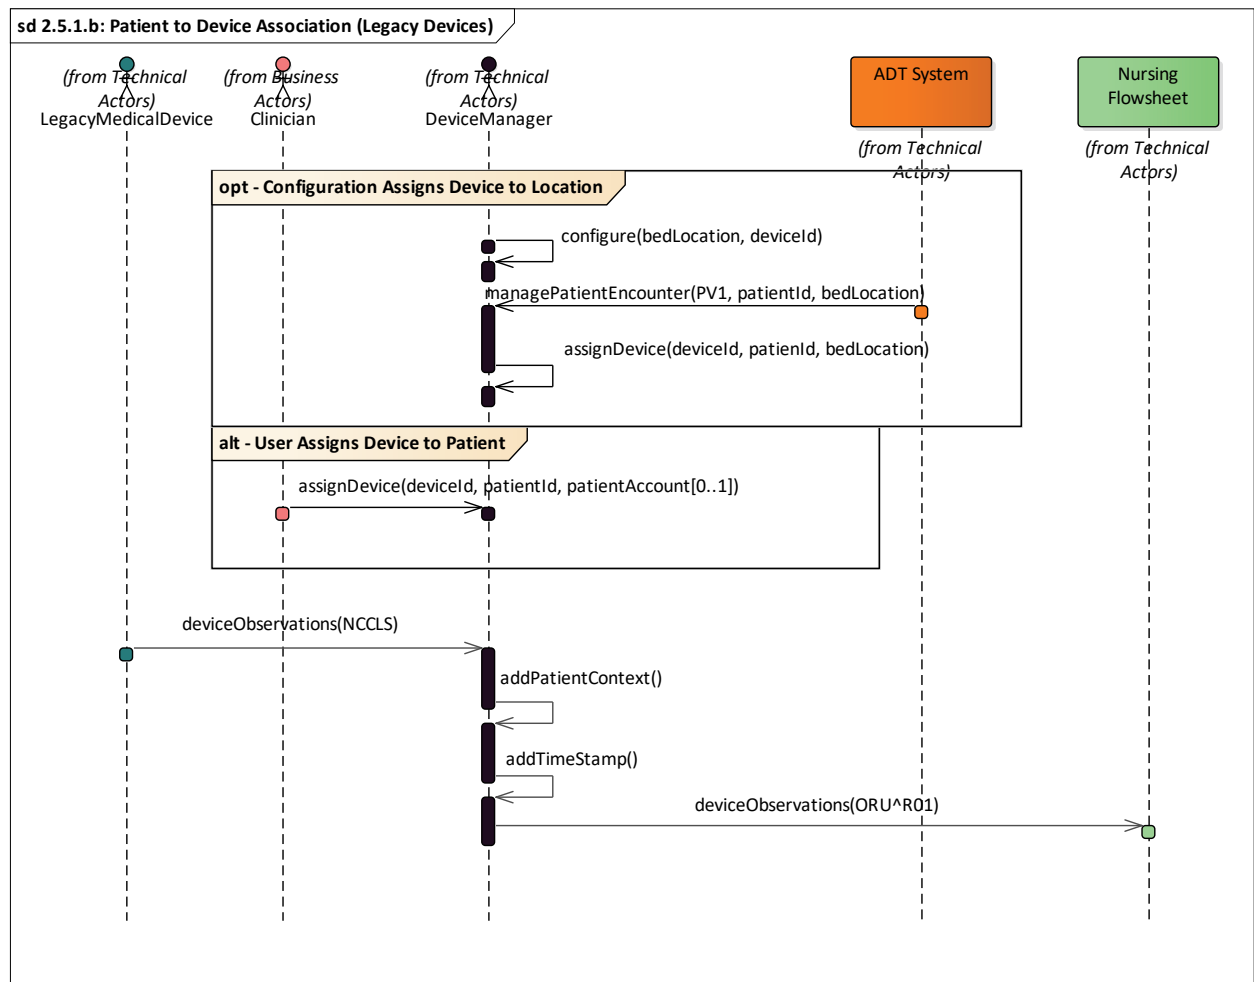 sd 2.5.1.b: Patient to Device Association (Legacy Devices)
(from Technical
Actors)
LegacyMedicalDevice
(from Business
Actors)
Clinician
(from Technical
Actors)
DeviceManager
ADT System
(from Technical
Actors)
Nursing
Flowsheet
(from Technical
Actors)
opt - Configuration Assigns Device to Location
configure(bedLocation, deviceId)
managePatientEncounter(PV1, patientId, bedLocation)
assignDevice(deviceId, patienId, bedLocation)
alt - User Assigns Device to Patient
assignDevice(deviceId, patientId, patientAccount[0..1])
deviceObservations(NCCLS)
addPatientContext()
addTimeStamp()
deviceObservations(ORU^R01)